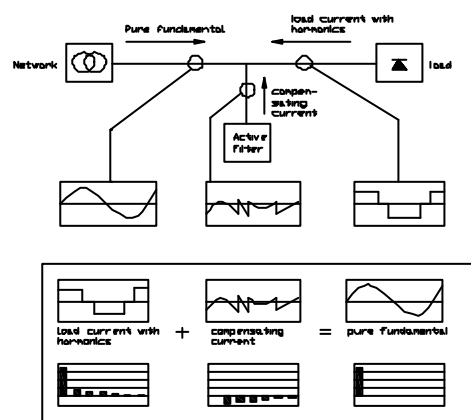 Pure fundamental
load current with
harmonics
Network
load
compen-
sating
current
Active
Filter
load current with
harmonics
+
compensating
current
=
pure fundamental